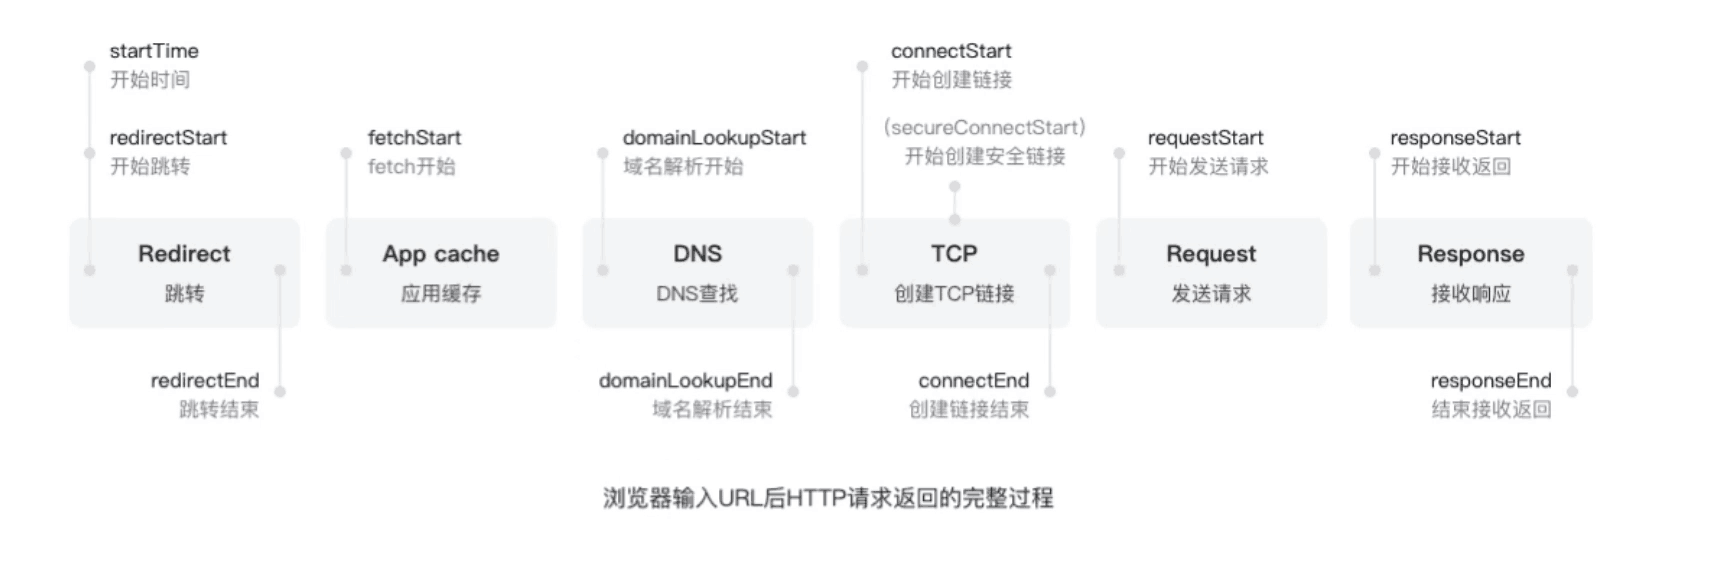 startTime
开始时间
redirectStart
开始跳转
fetchStart
fetch开始
domainLookupStart
域名解析开始
connectStart
开始创建链接
(secureConnectStart)
开始创建安全链接
requestStart
开始发送请求
responseStart
开始接收返回
Redirect
跳转
App cache
应用缓存
DNS
DNS查找
TCP
创建TCP链接
Request
发送请求
Response
接收响应
redirectEnd
跳转结束
domainLookupEnd
域名解析结束
connectEnd
创建链接结束
responseEnd
结束接收返回
浏览器输入URL后HTTP请求返回的完整过程